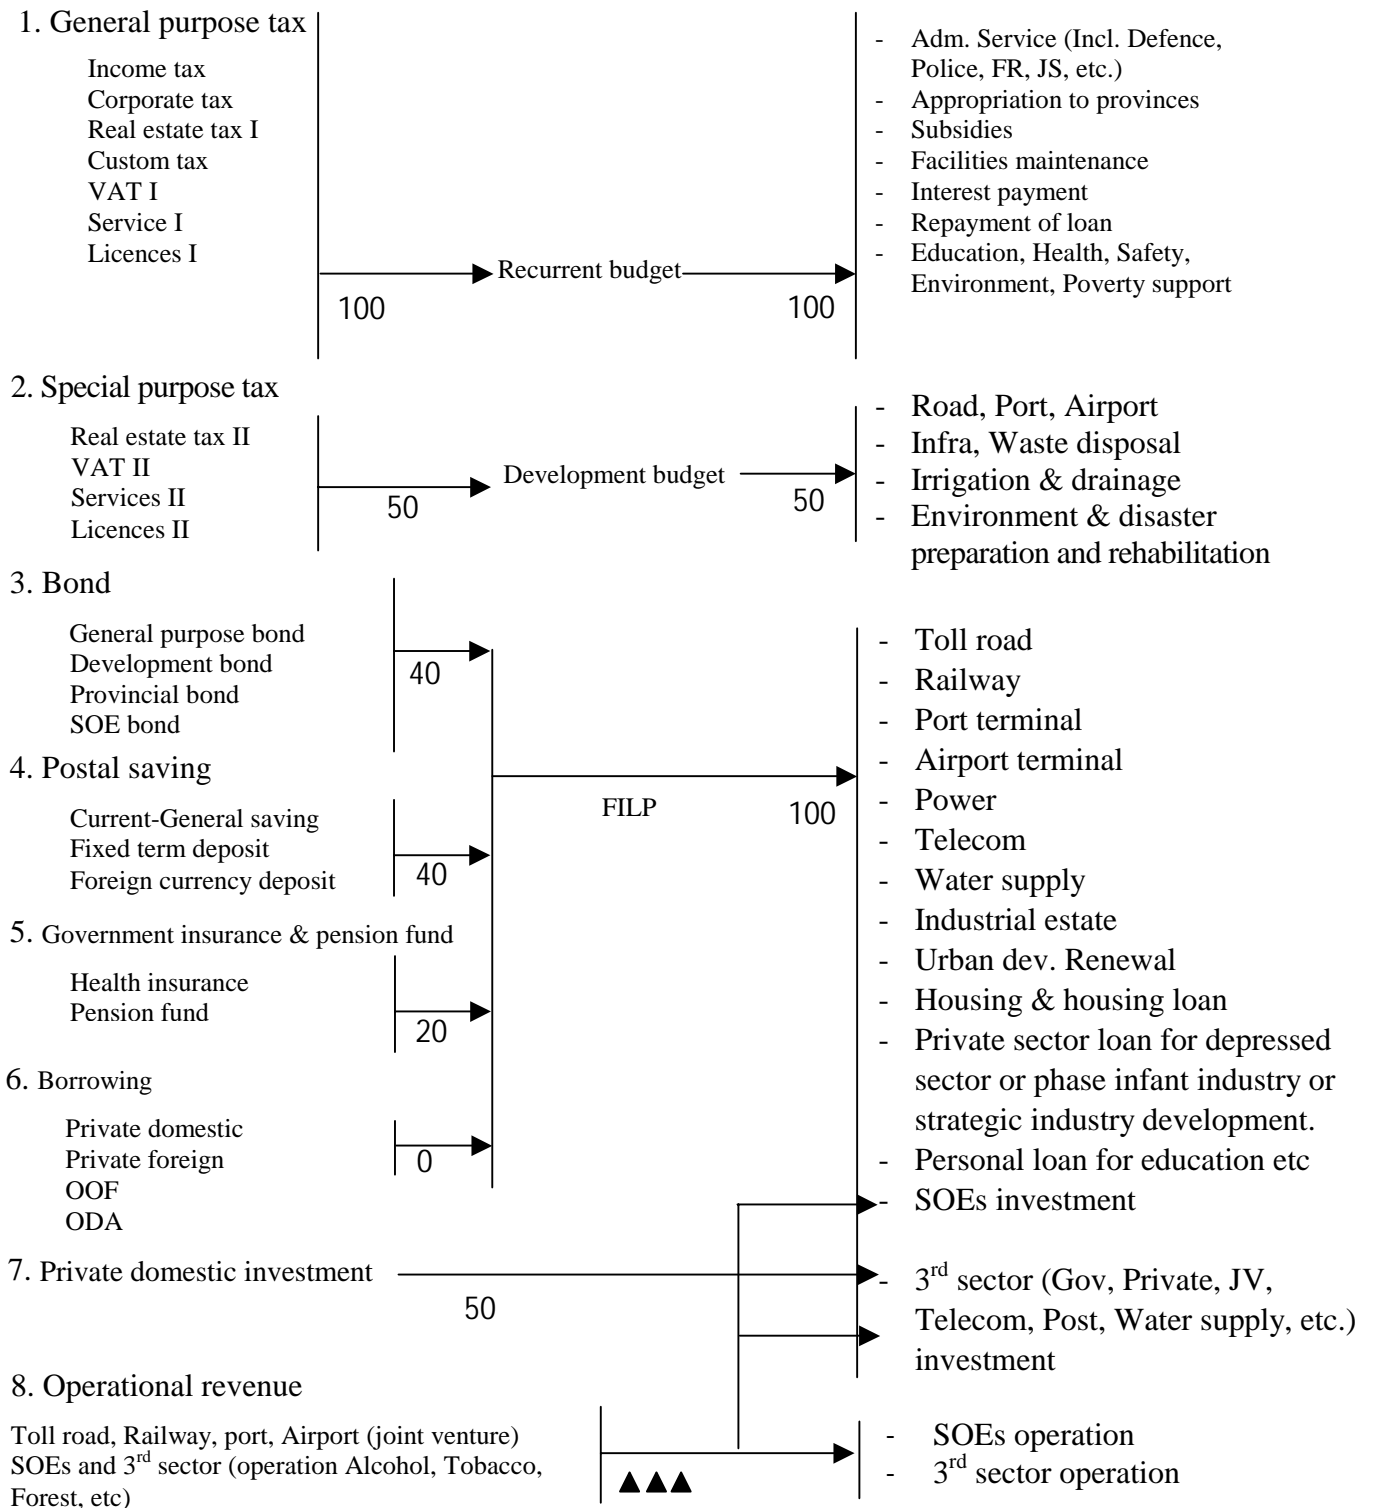 1. General purpose tax
Income tax
Corporate tax
Real estate tax I
Custom tax
VAT I
Service I
Licences I
100
Recurrent budget
100
- Adm. Service (Incl. Defence,
Police, FR, JS, etc.)
- Appropriation to provinces
- Subsidies
- Facilities maintenance
- Interest payment
- Repayment of loan
- Education, Health, Safety,
Environment, Poverty support
2. Special purpose tax
Real estate tax II
VAT II
Services II
Licences II
50
Development budget
50
- Road, Port, Airport
- Infra, Waste disposal
- Irrigation & drainage
- Environment & disaster
preparation and rehabilitation
3. Bond
General purpose bond
Development bond
Provincial bond
SOE bond
40
4. Postal saving
Current-General saving
Fixed term deposit
Foreign currency deposit
40
5. Government insurance & pension fund
Health insurance
Pension fund
20
6. Borrowing
Private domestic
Private foreign
OOF
ODA
0
FILP
100
- Toll road
- Railway
- Port terminal
- Airport terminal
- Power
- Telecom
- Water supply
- Industrial estate
- Urban dev. Renewal
- Housing & housing loan
- Private sector loan for depressed
sector or phase infant industry or
strategic industry development.
- Personal loan for education etc
- SOEs investment
7. Private domestic investment
50
- 3rd sector (Gov, Private, JV,
Telecom, Post, Water supply, etc.)
investment
8. Operational revenue
Toll road, Railway, port, Airport (joint venture)
SOEs and 3rd sector (operation Alcohol, Tobacco,
Forest, etc)
▲▲▲
- SOEs operation
- 3rd sector operation